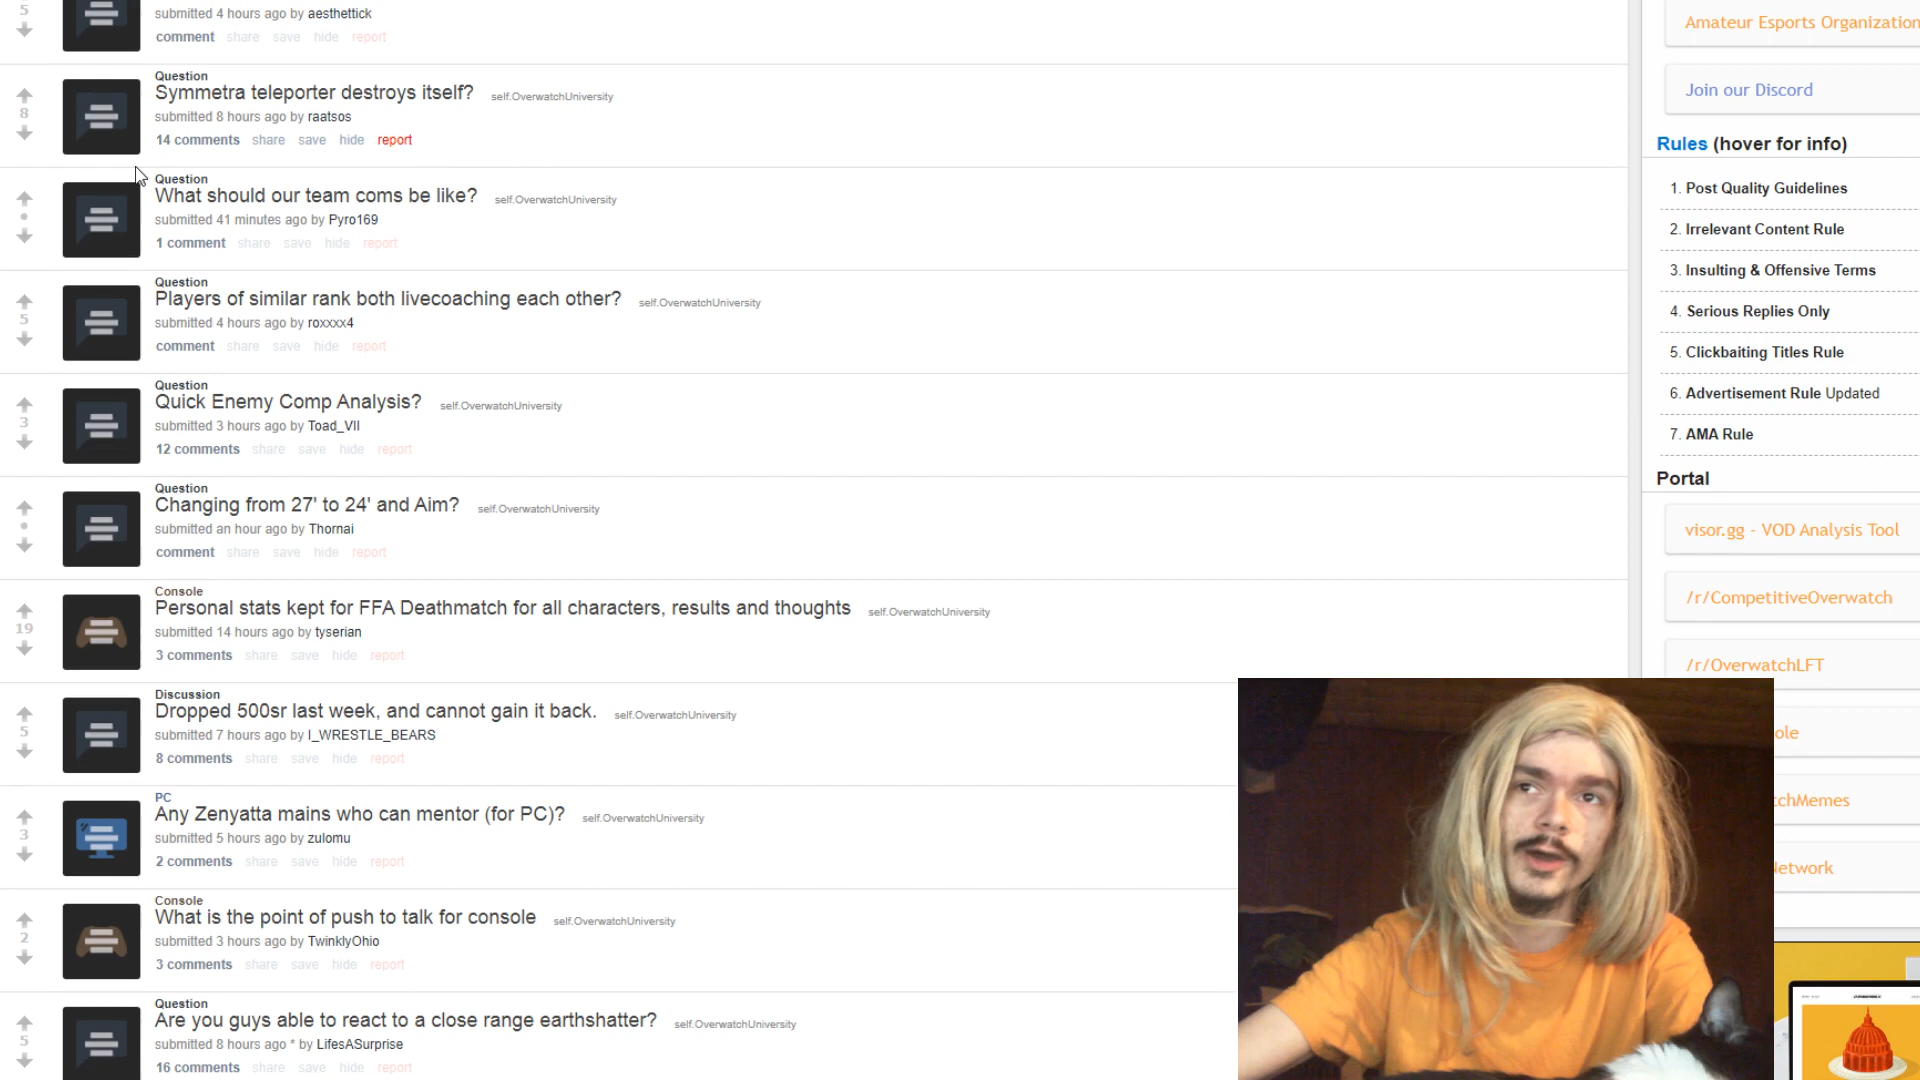 5
submitted 4 hours ago by aesthettick
comment share save hide report
Question
Symmetra teleporter destroys itself? self.OverwatchUniversity
8
submitted 8 hours ago by raatsos
14 comments share save hide report
Question
What should our team coms be like? self.OverwatchUniversity
•
submitted 41 minutes ago by Pyro169
1 comment share save hide report
Question
Players of similar rank both livecoaching each other? self.OverwatchUniversity
5
submitted 4 hours ago by roxxxx4
comment share save hide report
Question
Quick Enemy Comp Analysis? self.OverwatchUniversity
3
submitted 3 hours ago by Toad_VII
12 comments share save hide report
Question
Changing from 27' to 24' and Aim? self.OverwatchUniversity
•
submitted an hour ago by Thornai
comment share save hide report
Console
Personal stats kept for FFA Deathmatch for all characters, results and thoughts self.OverwatchUniversity
19
submitted 14 hours ago by tyserian
3 comments share save hide report
Discussion
Dropped 500sr last week, and cannot gain it back. self.OverwatchUniversity
5
submitted 7 hours ago by I_WRESTLE_BEARS
8 comments share save hide report
PC
Any Zenyatta mains who can mentor (for PC)? self.OverwatchUniversity
3
submitted 5 hours ago by zulomu
2 comments share save hide report
Console
What is the point of push to talk for console self.OverwatchUniversity
2
submitted 3 hours ago by TwinklyOhio
3 comments share save hide report
Question
Are you guys able to react to a close range earthshatter? self.OverwatchUniversity
5
submitted 8 hours ago * by LifesASurprise
16 comments share save hide report
Amateur Esports Organization
Join our Discord
Rules (hover for info)
1. Post Quality Guidelines
2. Irrelevant Content Rule
3. Insulting & Offensive Terms
4. Serious Replies Only
5. Clickbaiting Titles Rule
6. Advertisement Rule Updated
7. AMA Rule
Portal
visor.gg - VOD Analysis Tool
/r/CompetitiveOverwatch
/r/OverwatchLFT
ole
tchMemes
Network